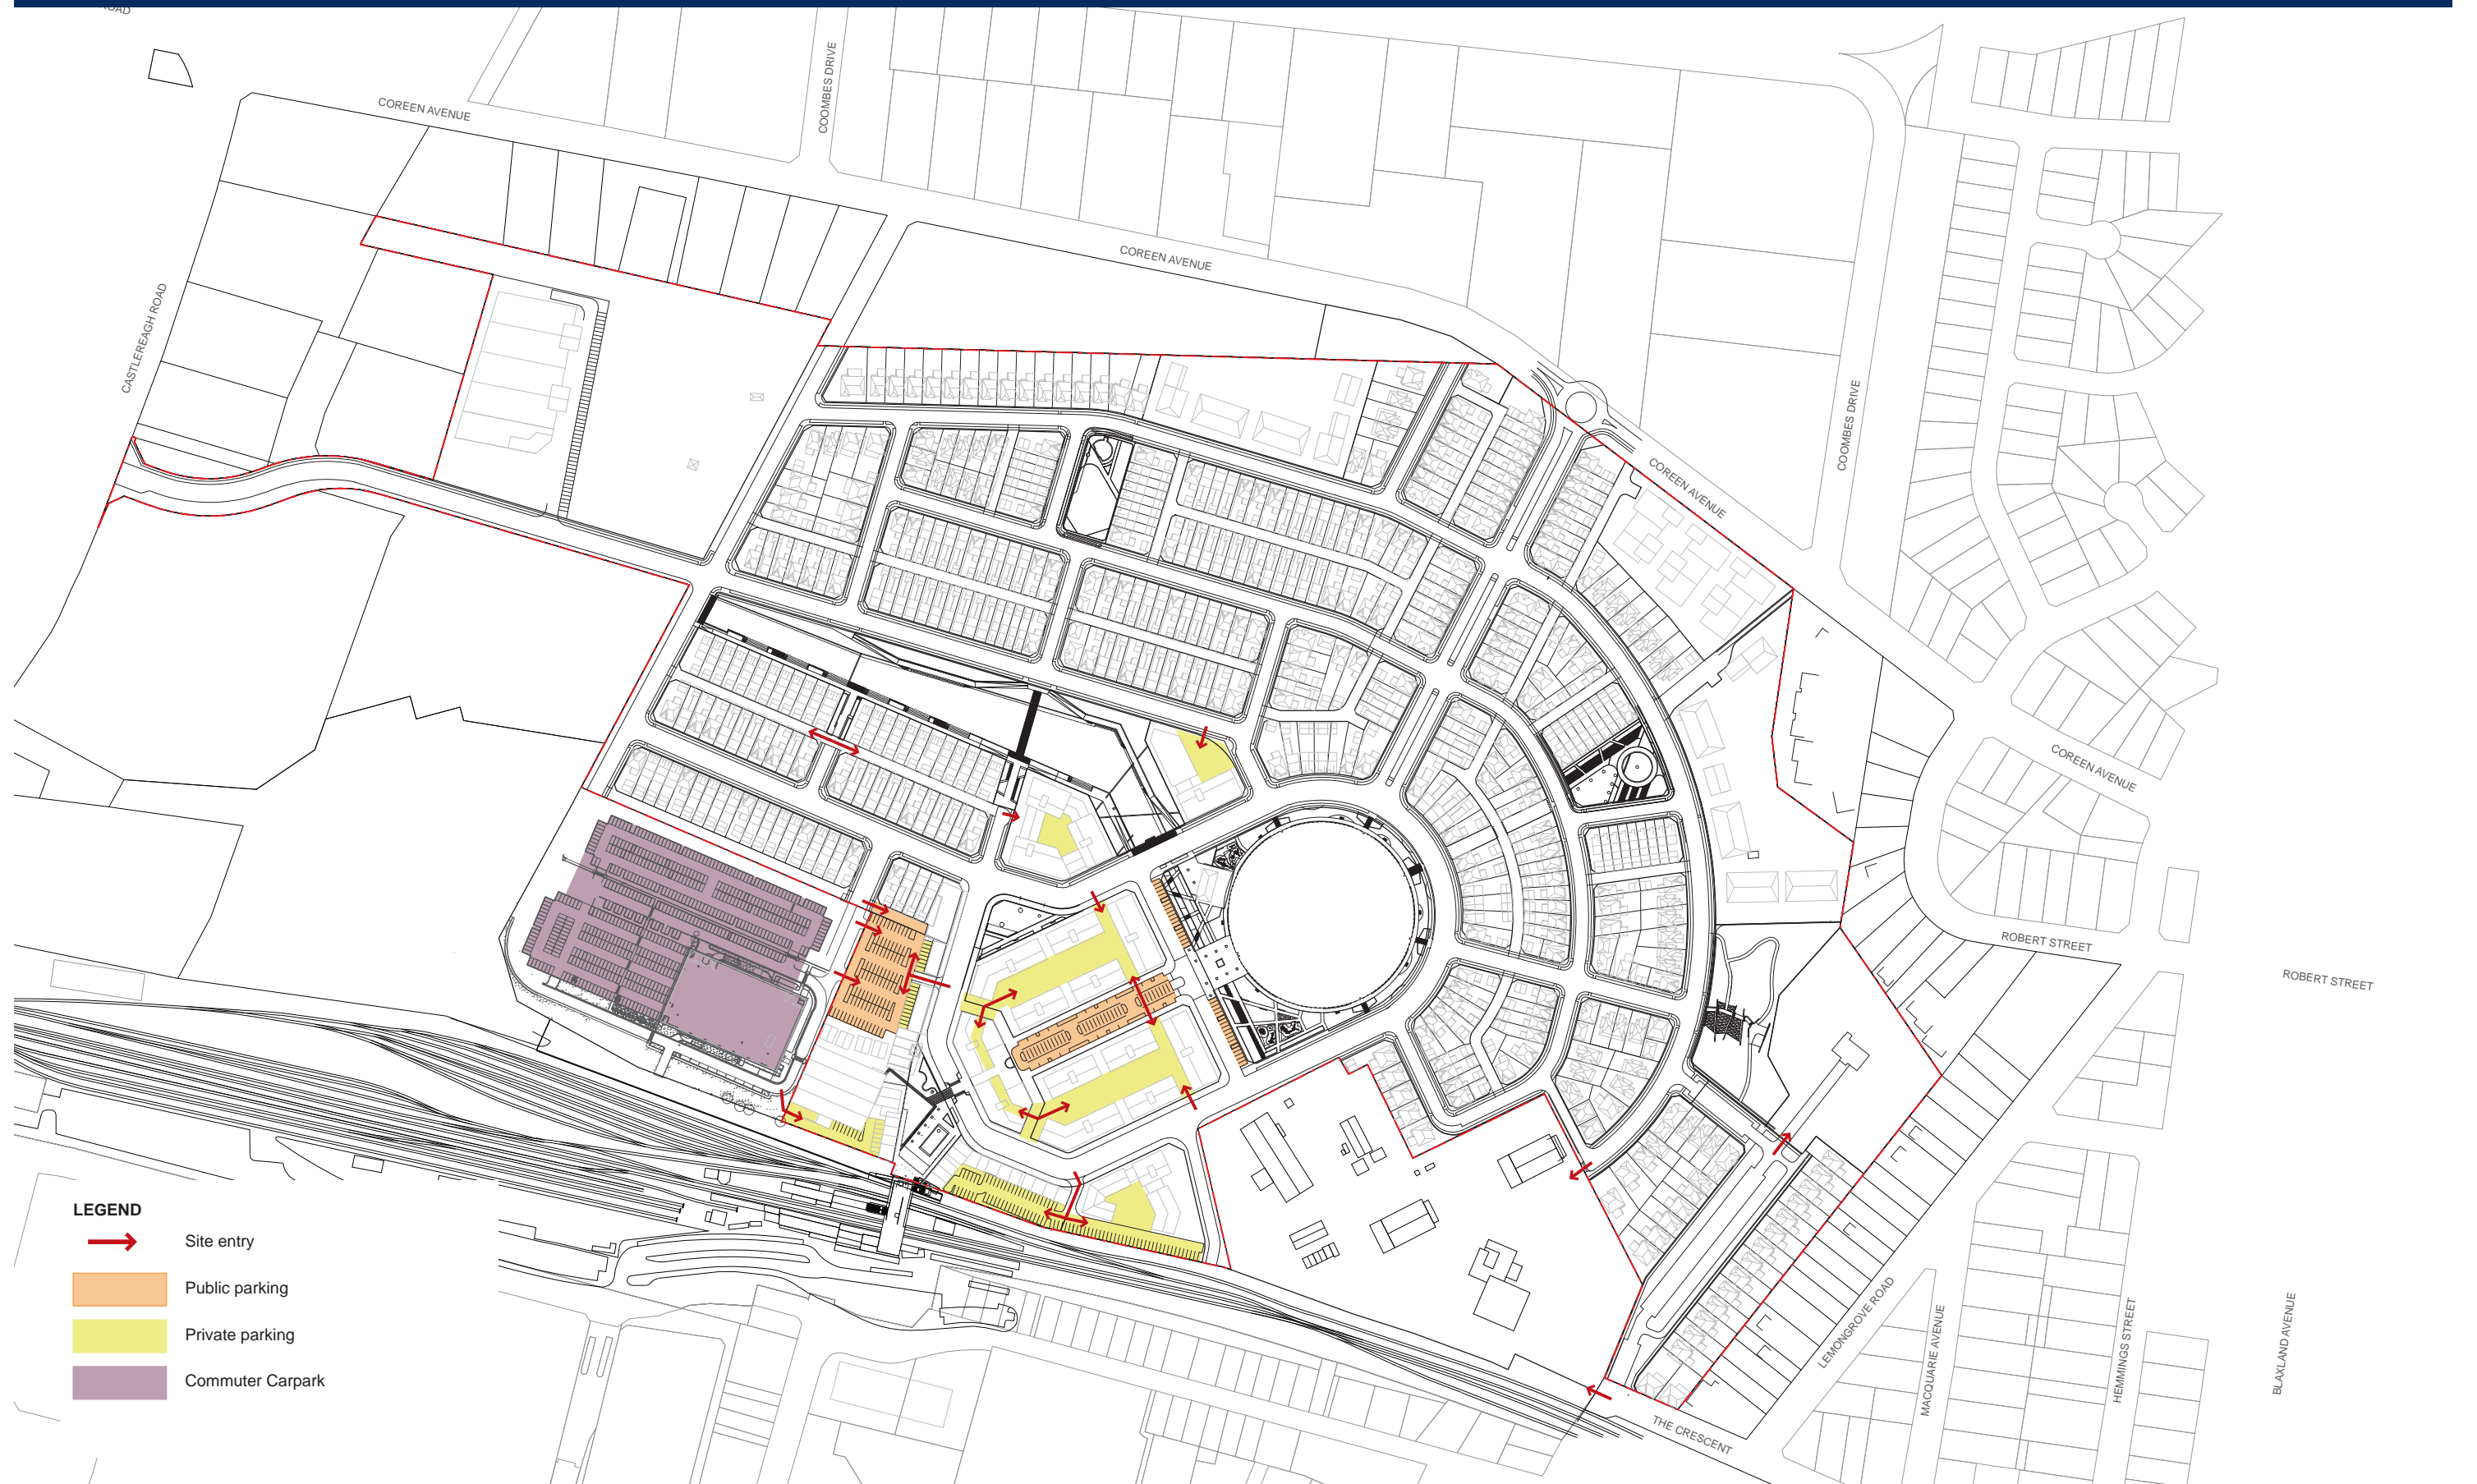 COREEN AVENUE
COOMBES DRIVE
COREEN AVENUE
CASTLEREAGH ROAD
COOMBES DRIVE
COREEN AVENUE
COREEN AVENUE
ROBERT STREET
ROBERT STREET
LEMONGROVE ROAD
MACQUARIE AVENUE
HEMMINGS STREET
BLAXLAND AVENUE
THE CRESCENT
LEGEND
Site entry
Public parking
Private parking
Commuter Carpark